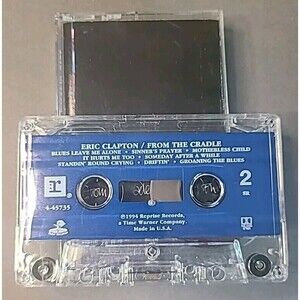 ERIC CLAPTON / FROM THE CRADLE
BLUES LEAVE ME ALONE • SINNER'S PRAYER • MOTHERLESS CHILD
IT HURTS ME TOO • SOMEDAY AFTER A WHILE
STANDIN' ROUND CRYING • DRIFTIN' • GROANING THE BLUES
4-45735
2
©1994 Reprise Records,
a Time Warner Company.
Made in U.S.A.